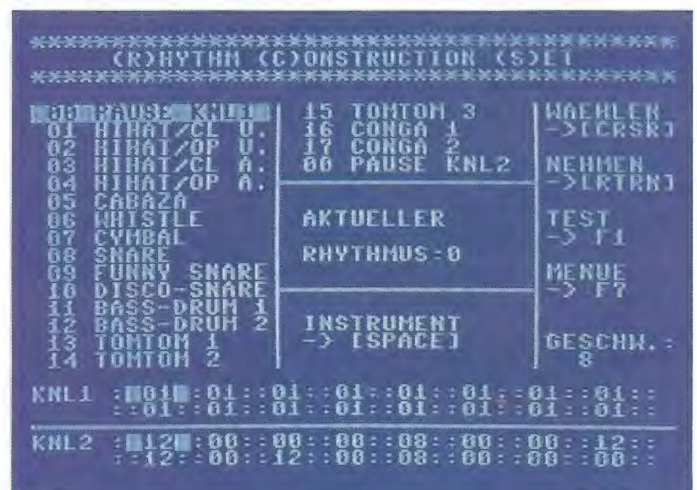 ************************************************
(R)HYTHM (C)ONSTRUCTION (S)ET
************************************************
00 PAUSE KNL1
01 HIHAT/CL U.
02 HIHAT/OP U.
03 HIHAT/CL A.
04 HIHAT/OP A.
05 CABAZA
06 WHISTLE
07 CYMBAL
08 SNARE
09 FUNNY SNARE
10 DISCO-SNARE
11 BASS-DRUM 1
12 BASS-DRUM 2
13 TOMTOM 1
14 TOMTOM 2
15 TOMTOM 3
16 CONGA 1
17 CONGA 2
00 PAUSE KNL2
AKTUELLER
RHYTHMUS:0
INSTRUMENT
-> [SPACE]
WAEHLEN
->[CRSR]
NEHMEN
->[RTRN]
TEST
-> F1
MENUE
-> F7
GESCHW.:
8
KNL1 :01::01::01::01::01::01::01::01::
::01::01::01::01::01::01::01::01::
KNL2 :12::00::00::00::08::00::00::12::
::12::00::12::00::08::00::00::00::